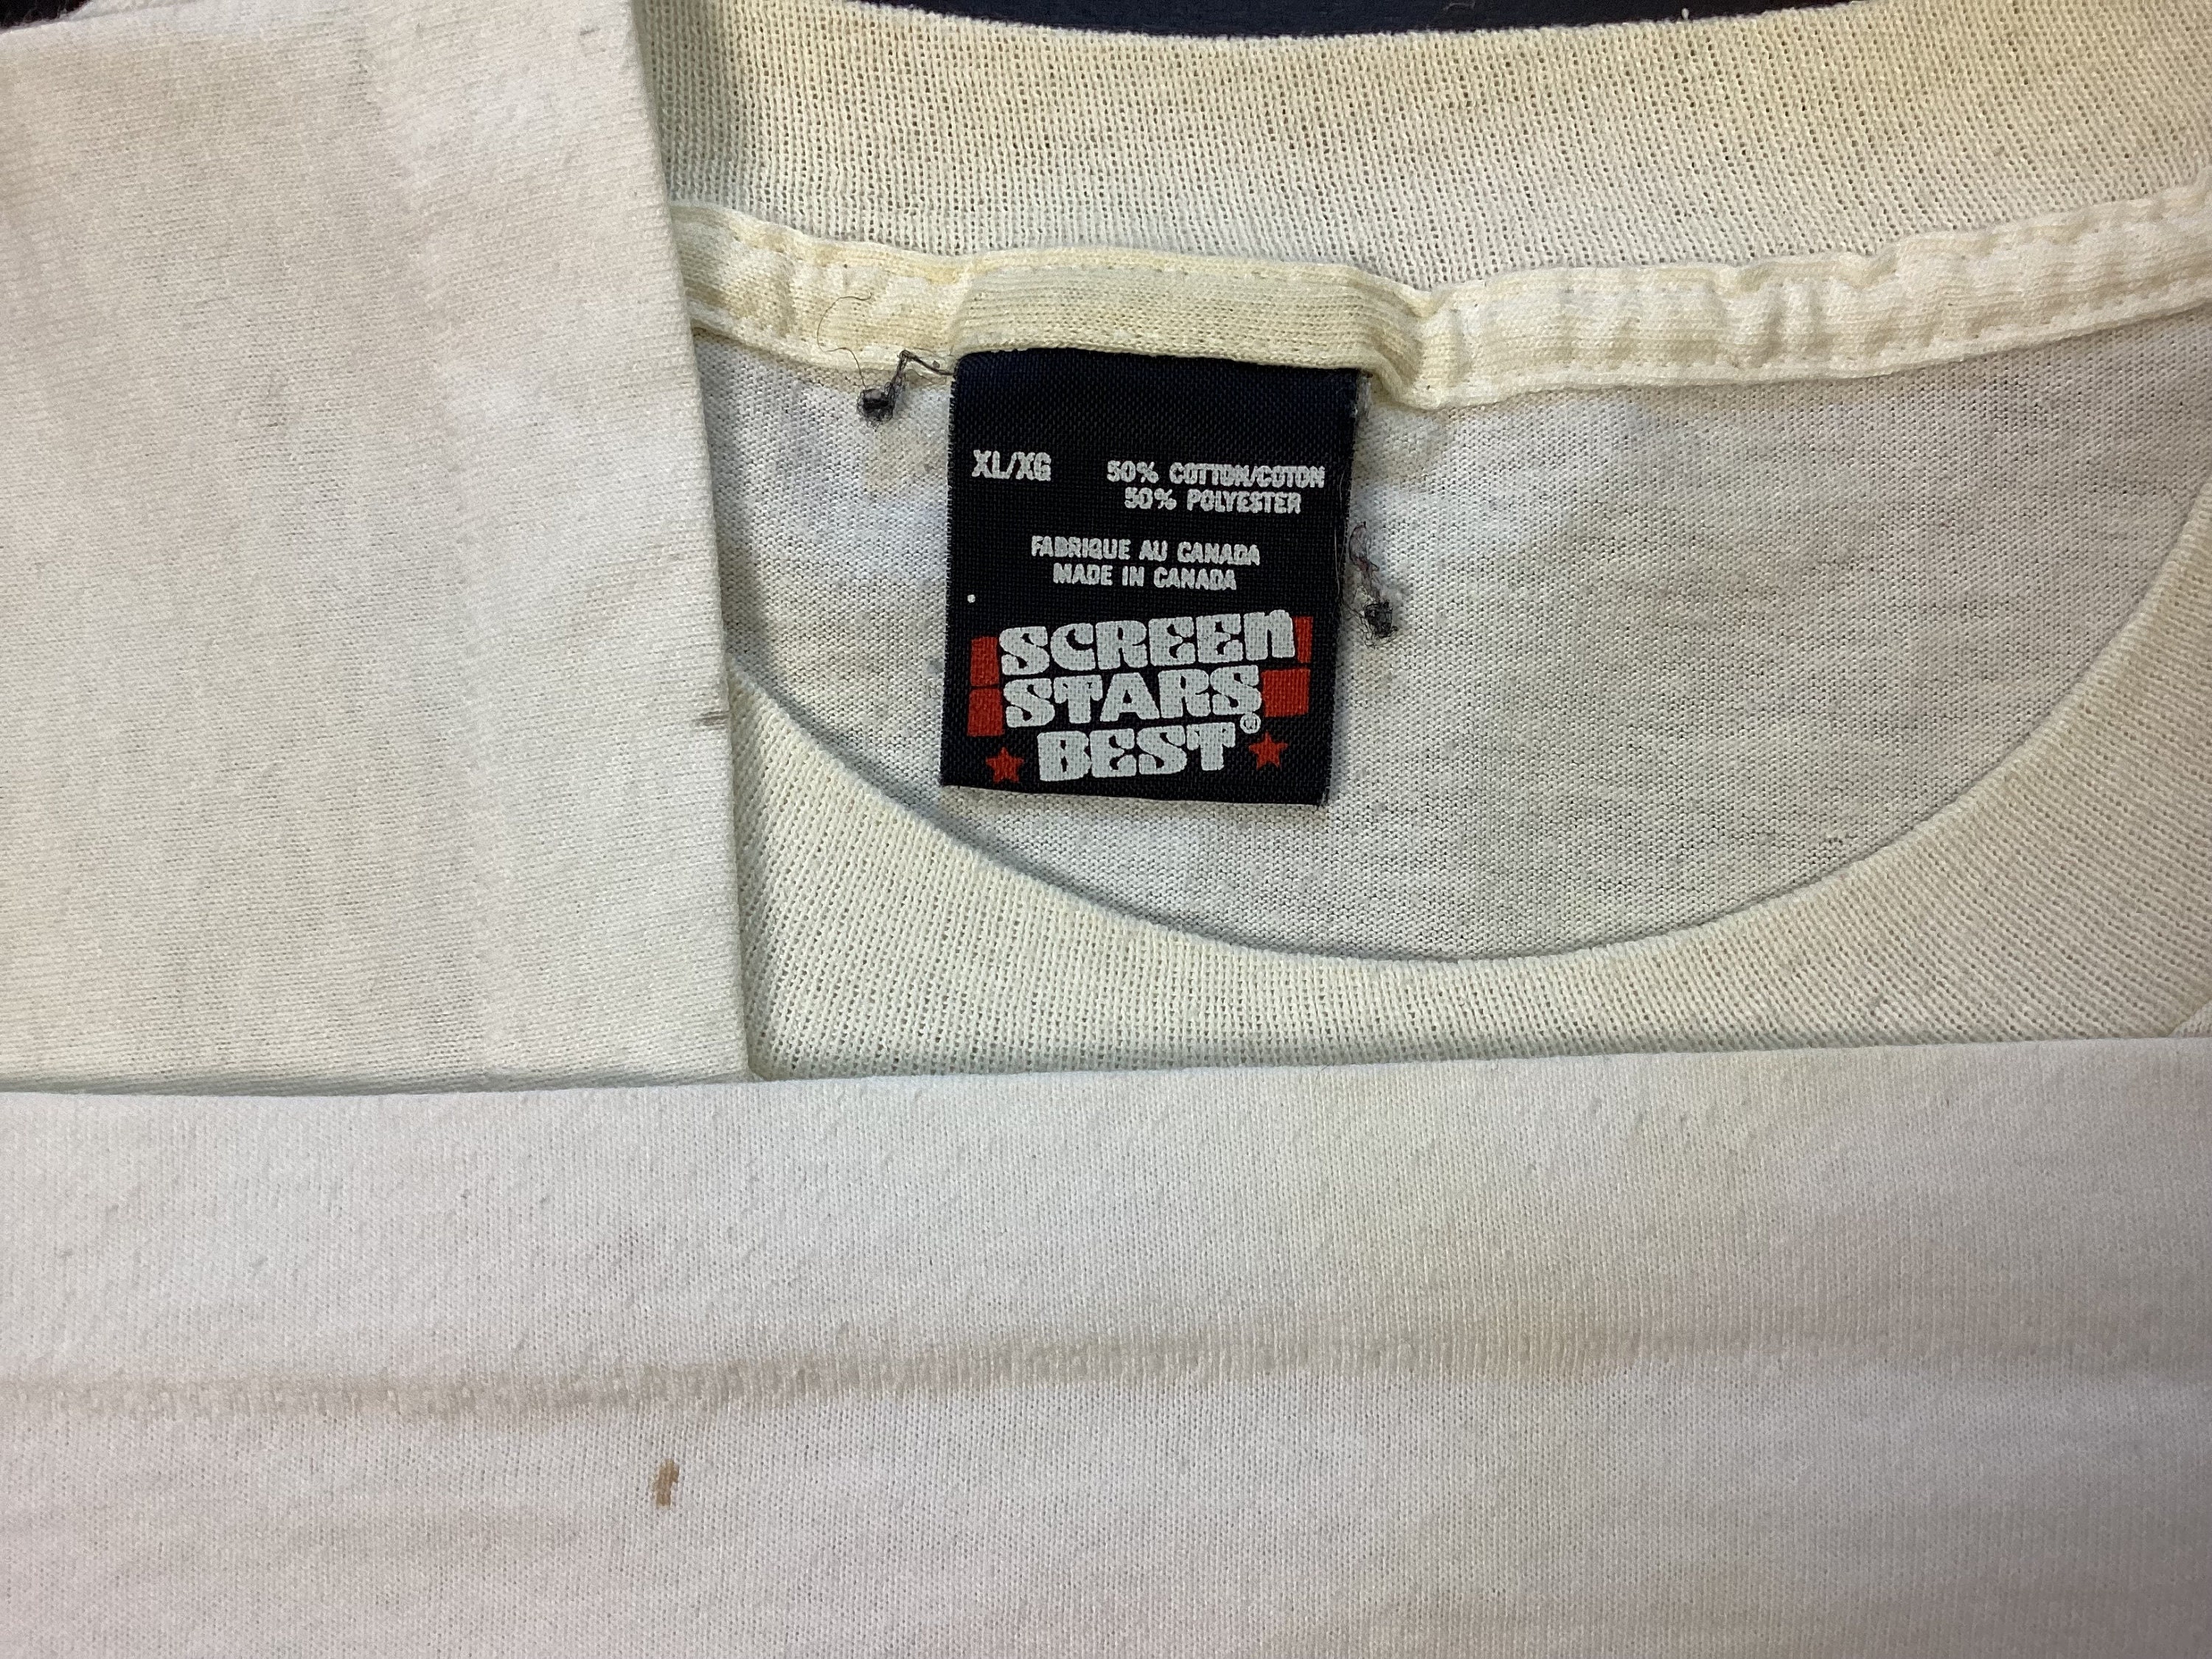 XL/XG
50% COTTON/COTON
50% POLYESTER
FABRIQUE AU CANADA
MADE IN CANADA
SCREEN
STARS
BEST®